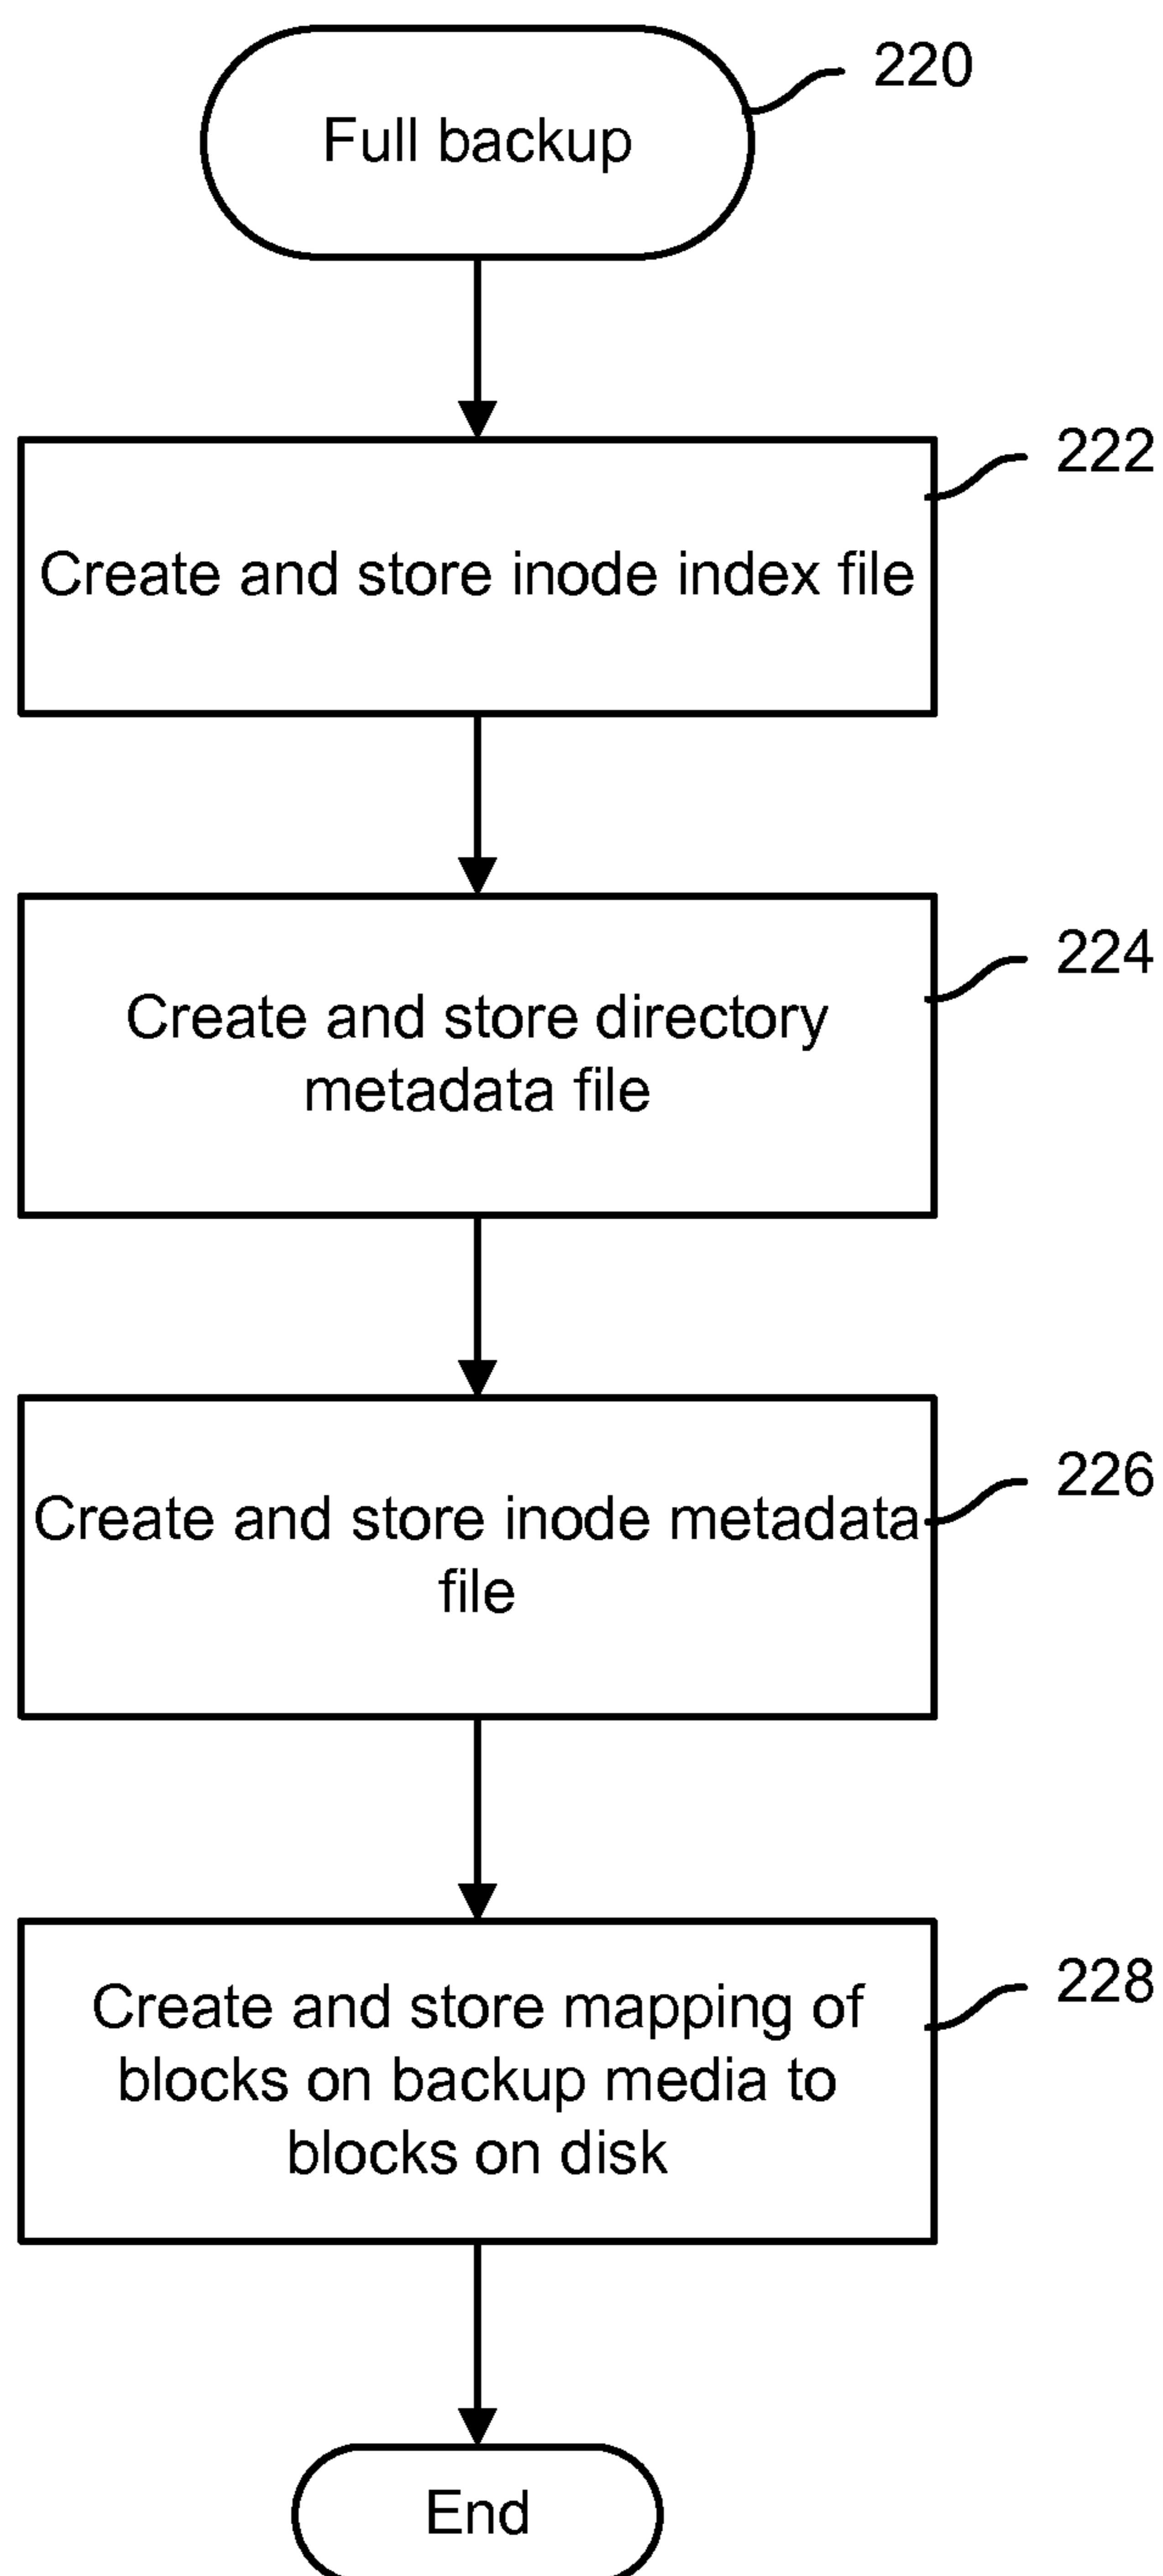 Full backup
220
Create and store inode index file
222
Create and store directory
metadata file
224
Create and store inode metadata
file
226
Create and store mapping of
blocks on backup media to
blocks on disk
228
End